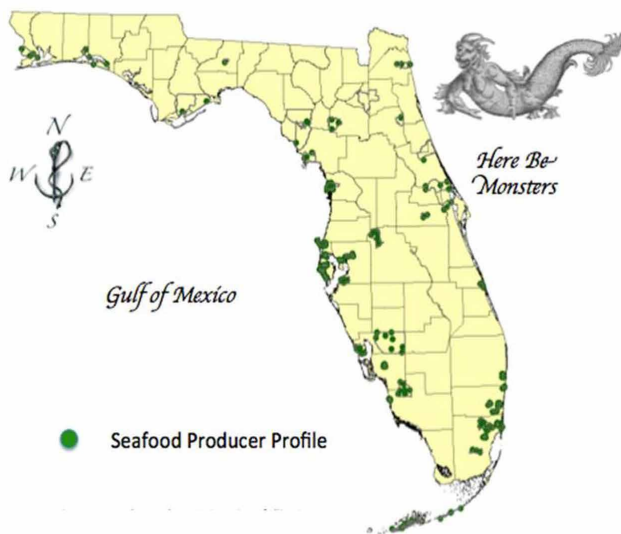 N
W E
S
Here Be
Monsters
Gulf of Mexico
Seafood Producer Profile